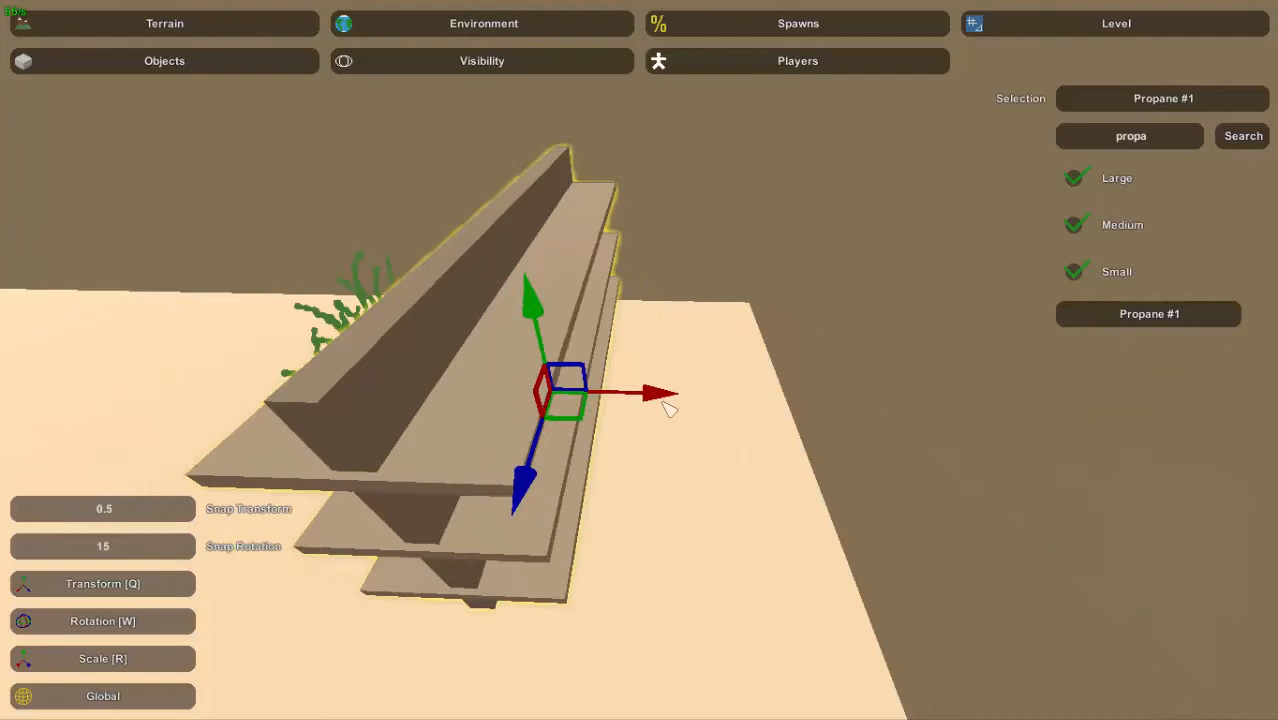 55/s
Terrain
Environment
%
Spawns
Level
Objects
Visibility
Players
Selection
Propane #1
propa
Search
Large
Medium
Small
Propane #1
0.5
Snap Transform
15
Snap Rotation
Transform [Q]
Rotation [W]
Scale [R]
Global